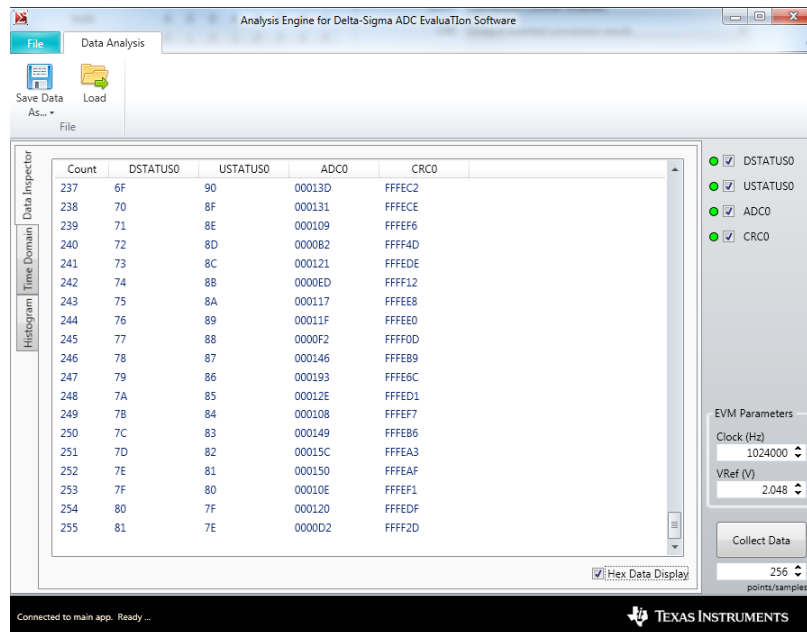 Analysis Engine for Delta-Sigma ADC EvaluaTIon Software
File Data Analysis
Save Data As... Load
File
Data Inspector
Time Domain
Histogram
Count DSTATUS0 USTATUS0 ADC0 CRC0
237 6F 90 00013D FFFEC2
238 70 8F 000131 FFFECE
239 71 8E 000109 FFFEF6
240 72 8D 0000B2 FFFF4D
241 73 8C 000121 FFFEDE
242 74 8B 0000ED FFFF12
243 75 8A 000117 FFFEE8
244 76 89 00011F FFFEE0
245 77 88 0000F2 FFFF0D
246 78 87 000146 FFFEB9
247 79 86 000193 FFFE6C
248 7A 85 00012E FFFED1
249 7B 84 000108 FFFEF7
250 7C 83 000149 FFFEB6
251 7D 82 00015C FFFEA3
252 7E 81 000150 FFFEAF
253 7F 80 00010E FFFEF1
254 80 7F 000120 FFFEDF
255 81 7E 0000D2 FFFF2D
Hex Data Display
DSTATUS0
USTATUS0
ADC0
CRC0
EVM Parameters
Clock (Hz)
1024000
VRef (V)
2.048
Collect Data
256
points/samples
Connected to main app. Ready ...
TEXAS INSTRUMENTS